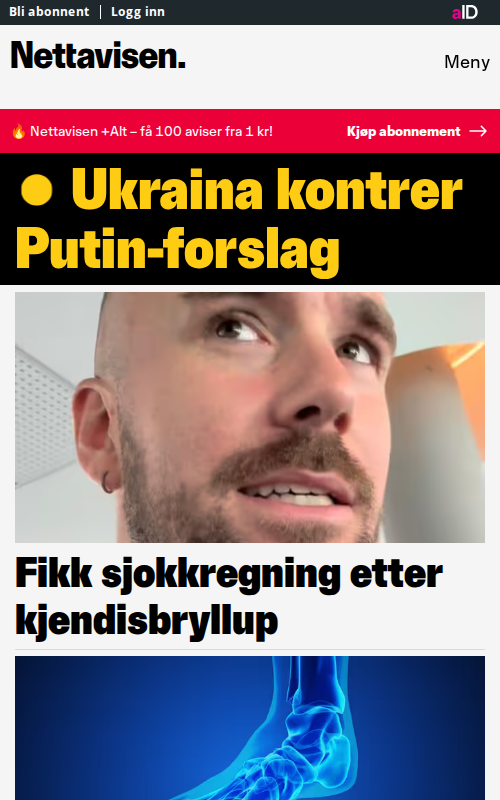 Bli abonnent | Logg inn
aID
Nettavisen.
Meny
🔥 Nettavisen +Alt – få 100 aviser fra 1 kr!
Kjøp abonnement →
Ukraina kontrer
Putin-forslag
Fikk sjokkregning etter
kjendisbryllup